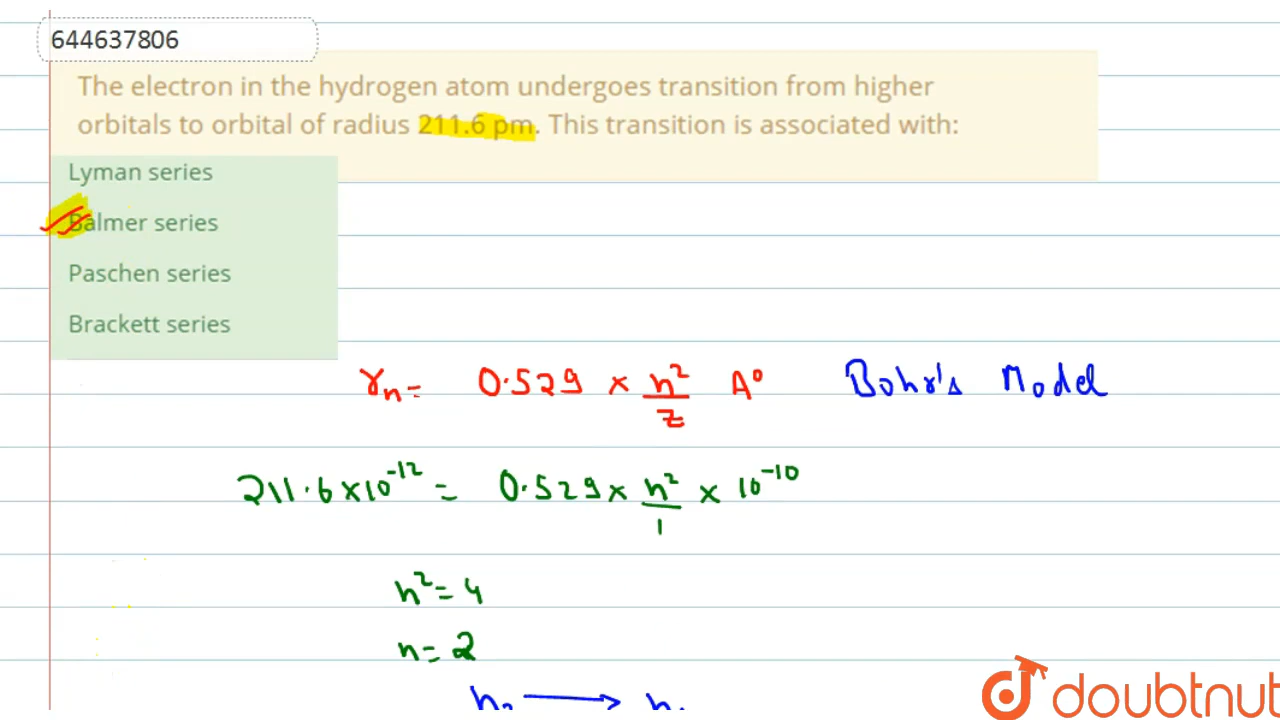 644637806
The electron in the hydrogen atom undergoes transition from higher
orbitals to orbital of radius 211.6 pm. This transition is associated with:
Lyman series
Balmer series
Paschen series
Brackett series
rₙ = 0.529 × n²/z A° Bohr's Model
211.6×10⁻¹² = 0.529 × n²/1 × 10⁻¹⁰
n² = 4
n = 2
n₂ → n₁
doubtnut